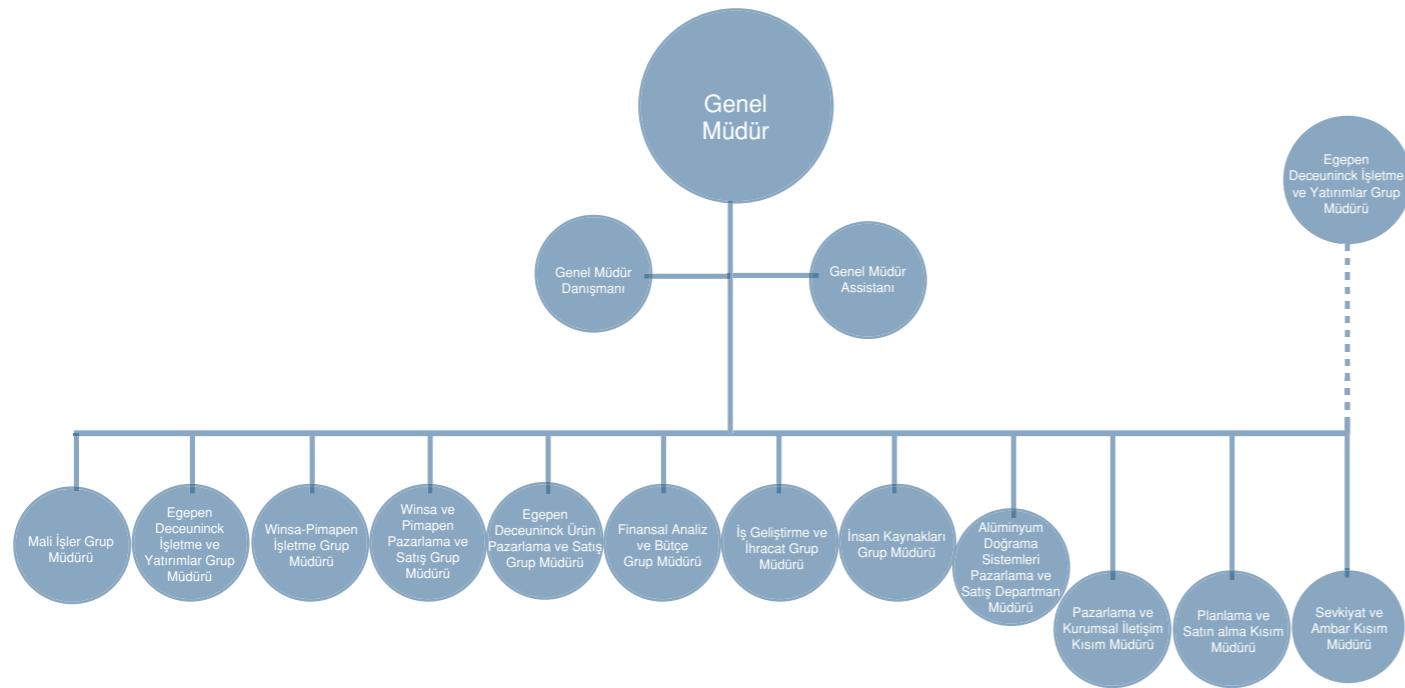 Genel
Müdür
Egepen
Deceuninck İşletme
ve Yatırımlar Grup
Müdürü
Genel Müdür
Danışmanı
Genel Müdür
Assistanı
Mali İşler Grup
Müdürü
Egepen
Deceuninck
İşletme ve
Yatırımlar Grup
Müdürü
Winsa-Pimapen
İşletme Grup
Müdürü
Winsa ve
Pimapen
Pazarlama ve
Satış Grup
Müdürü
Egepen
Deceuninck Ürün
Pazarlama ve Satış
Grup Müdürü
Finansal Analiz
ve Bütçe
Grup Müdürü
İş Geliştirme ve
İhracat Grup
Müdürü
İnsan Kaynakları
Grup Müdürü
Alüminyum
Doğrama
Sistemleri
Pazarlama ve
Satış Departman
Müdürü
Pazarlama ve
Kurumsal İletişim
Kısım Müdürü
Planlama ve
Satın alma Kısım
Müdürü
Sevkiyat ve
Ambar Kısım
Müdürü